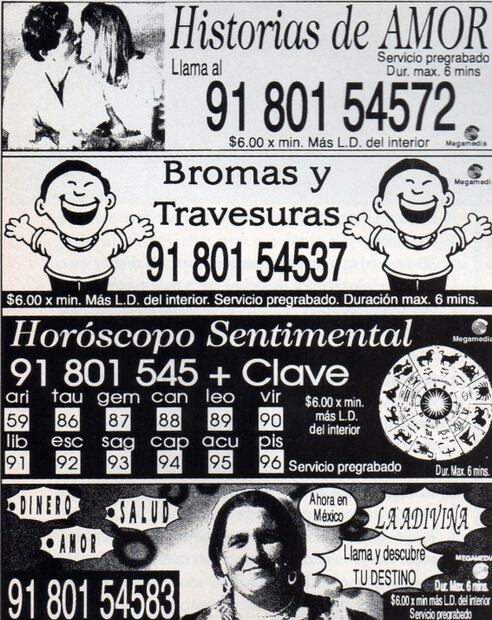 Historias de AMOR
Servicio pregrabado
Llama al
Dur. max. 6 mins
91 801 54572
$6.00 x min. Más L.D. del interior
Megamedia
Bromas y
Megamedia
Travesuras
91 801 54537
$6.00 x min. Más L.D. del interior. Servicio pregrabado. Duración max. 6 mins.
Horóscopo Sentimental
Megamedia
91 801 545 + Clave
ari tau gem can leo vir
59 86 87 88 89 90
$6.00 x min.
más L.D.
del interior
lib esc sag cap acu pis
91 92 93 94 95 96
Servicio pregrabado
Dur. Max. 6 mins.
DINERO
SALUD
AMOR
Ahora en
México
LA ADIVINA
Llama y descubre
TU DESTINO
MEGAMEDIA
91 801 54583
Dur. Max. 6 mins.
$6.00 x min más L.D. del interior
Servicio pregrabado